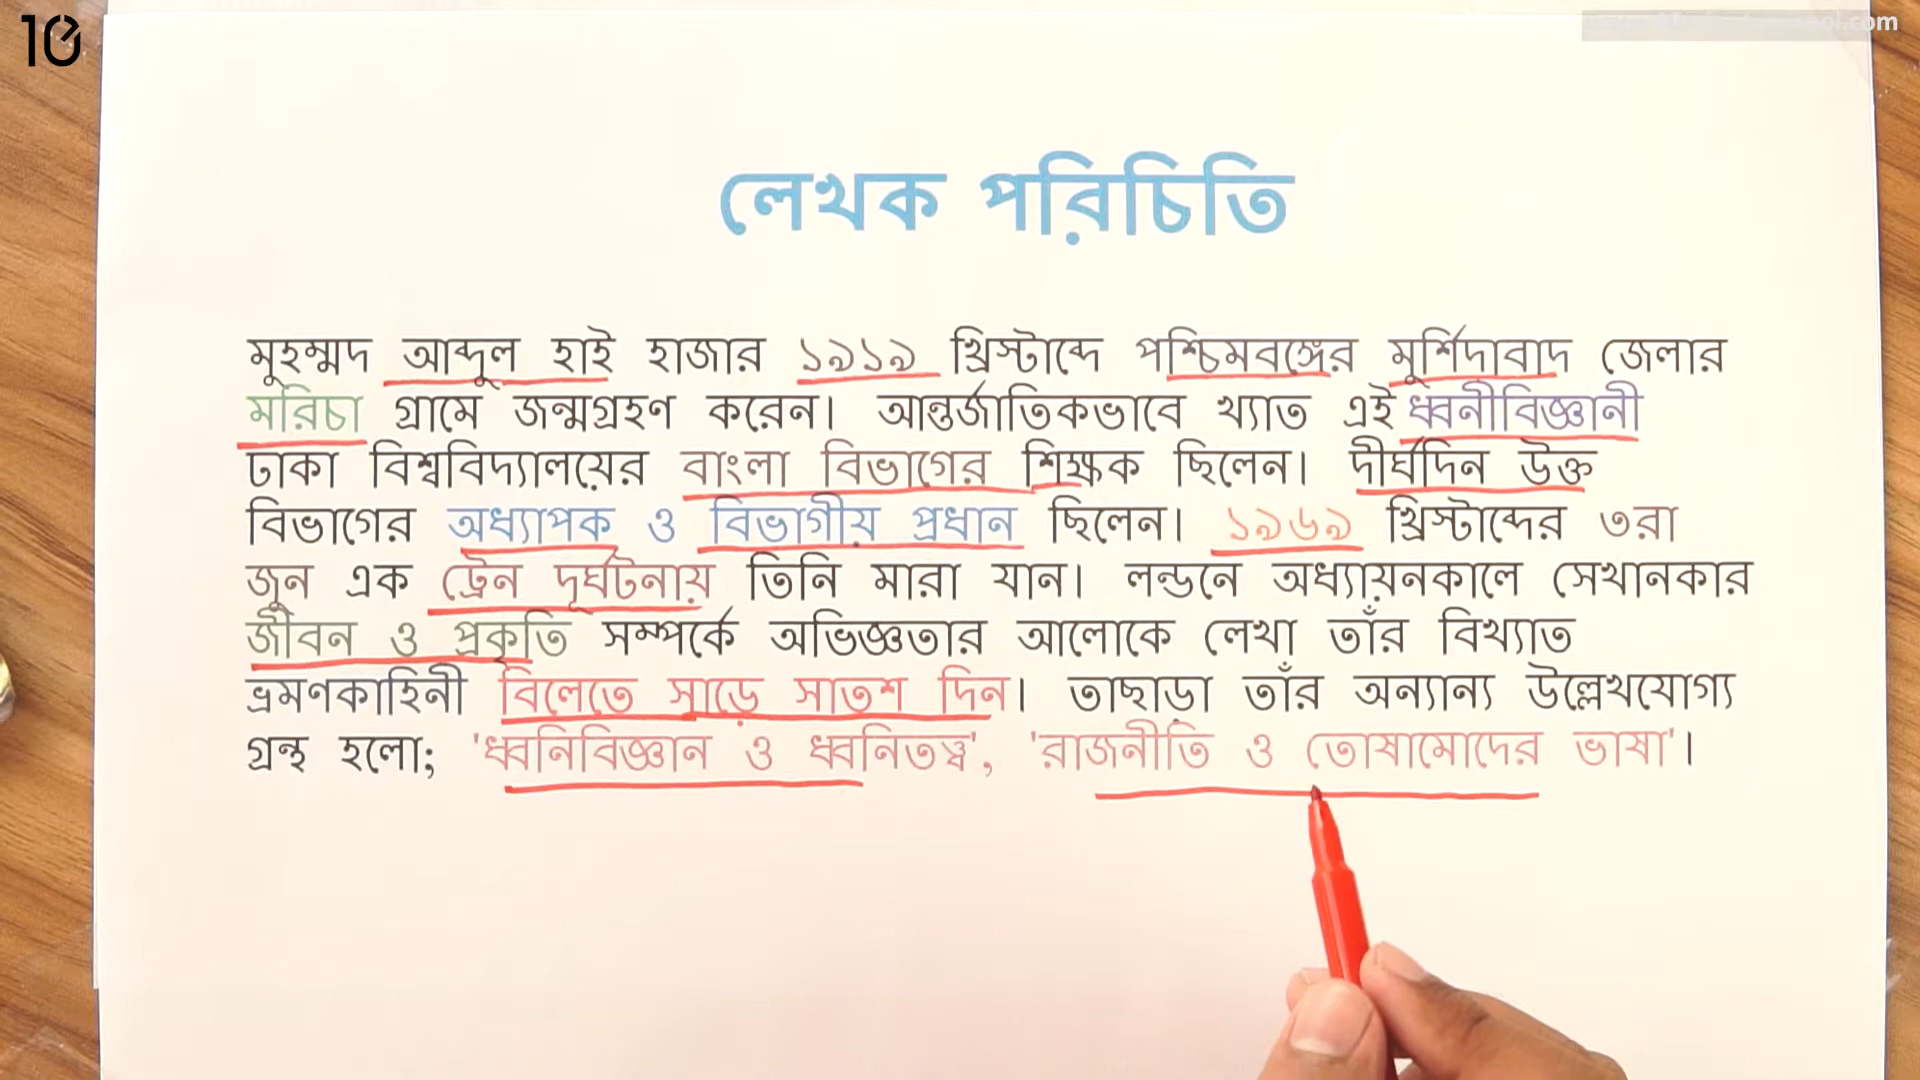 10
লেখক পরিচিতি
মুহম্মদ আব্দুল হাই হাজার ১৯১৯ খ্রিস্টাব্দে পশ্চিমবঙ্গের মুর্শিদাবাদ জেলার
মরিচা গ্রামে জন্মগ্রহণ করেন। আন্তর্জাতিকভাবে খ্যাত এই ধ্বনীবিজ্ঞানী
ঢাকা বিশ্ববিদ্যালয়ের বাংলা বিভাগের শিক্ষক ছিলেন। দীর্ঘদিন উক্ত
বিভাগের অধ্যাপক ও বিভাগীয় প্রধান ছিলেন। ১৯৬৯ খ্রিস্টাব্দের ৩রা
জুন এক ট্রেন দূর্ঘটনায় তিনি মারা যান। লন্ডনে অধ্যায়নকালে সেখানকার
জীবন ও প্রকৃতি সম্পর্কে অভিজ্ঞতার আলোকে লেখা তাঁর বিখ্যাত
ভ্রমণকাহিনী বিলেতে সাড়ে সাতশ দিন। তাছাড়া তাঁর অন্যান্য উল্লেখযোগ্য
গ্রন্থ হলো; 'ধ্বনিবিজ্ঞান ও ধ্বনিতত্ত্ব', 'রাজনীতি ও তোষামোদের ভাষা'।